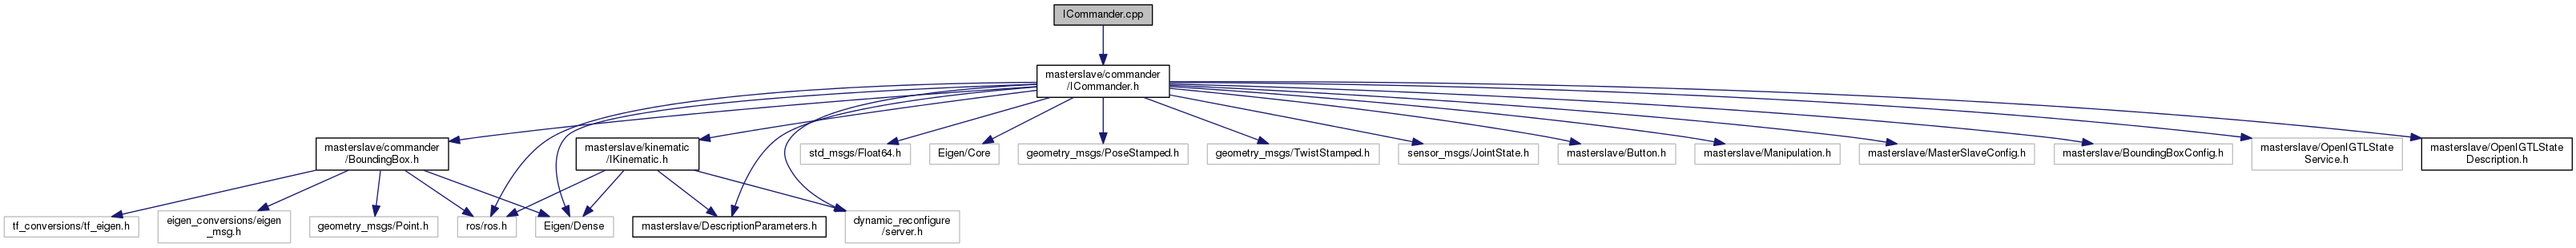 ICommander.cpp
masterslave/commander
/ICommander.h
masterslave/commander
/BoundingBox.h
masterslave/kinematic
/IKinematic.h
std_msgs/Float64.h
Eigen/Core
geometry_msgs/PoseStamped.h
geometry_msgs/TwistStamped.h
sensor_msgs/JointState.h
masterslave/Button.h
masterslave/Manipulation.h
masterslave/MasterSlaveConfig.h
masterslave/BoundingBoxConfig.h
masterslave/OpenIGTLState
Service.h
masterslave/OpenIGTLState
Description.h
tf_conversions/tf_eigen.h
eigen_conversions/eigen
_msg.h
geometry_msgs/Point.h
ros/ros.h
Eigen/Dense
masterslave/DescriptionParameters.h
dynamic_reconfigure
/server.h